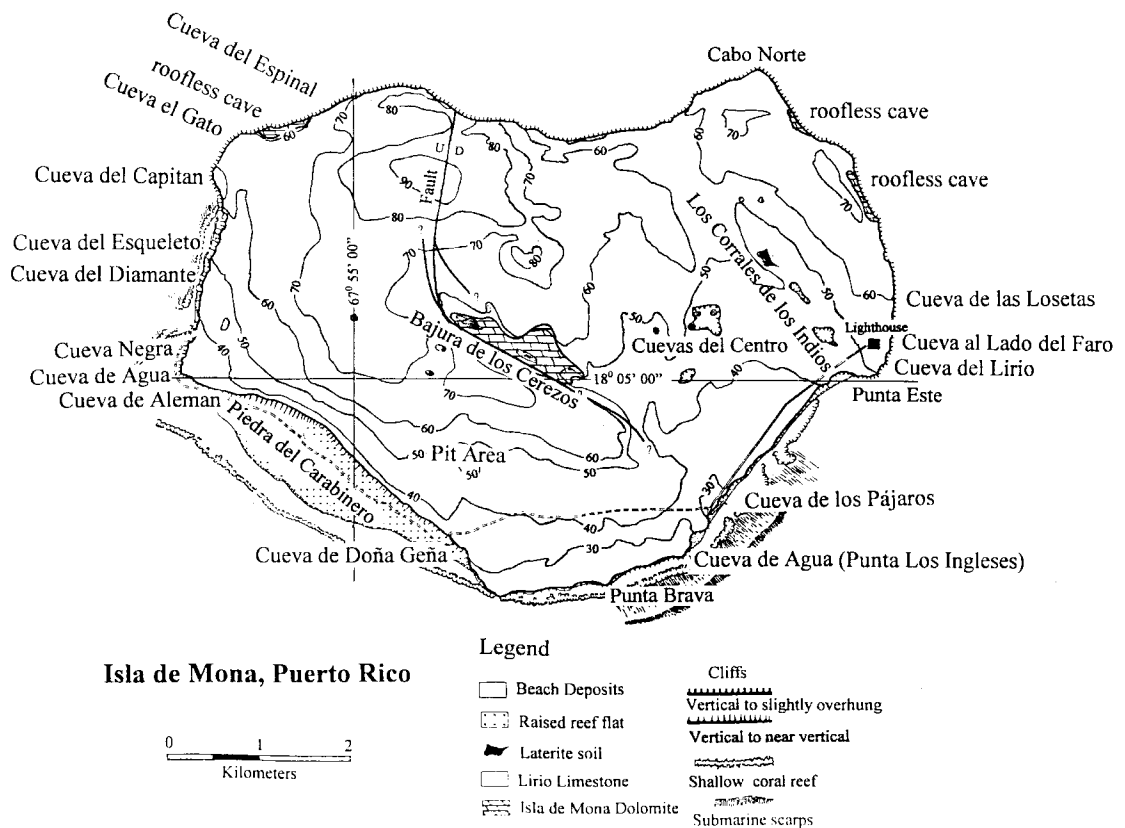 Cabo Norte
Cueva del Espinal
roofless cave
Cueva el Gato
roofless cave
Cueva del Capitan
roofless cave
Cueva del Esqueleto
Cueva del Diamante
Cueva Negra
Cueva de Agua
Cueva de Aleman
Piedra del Carabinero
Cueva de Doña Geña
Fault
U D
67° 55' 00"
Bajura de los Cerezos
Pit Area
Los Corrales de los Indios
Cuevas del Centro
18° 05' 00"
Lighthouse
Cueva de las Losetas
Cueva al Lado del Faro
Cueva del Lirio
Punta Este
Cueva de los Pájaros
Cueva de Agua (Punta Los Ingleses)
Punta Brava
80
70
60
80
70
60
70
90
80
70
60
70
80
70
70
60
50
60
50
60
50
40
70
60
50
50'
60
50
40
40
30
40
30?
Isla de Mona, Puerto Rico
0 1 2
Kilometers
Legend
Beach Deposits
Raised reef flat
Laterite soil
Lirio Limestone
Isla de Mona Dolomite
Cliffs
Vertical to slightly overhung
Vertical to near vertical
Shallow coral reef
Submarine scarps